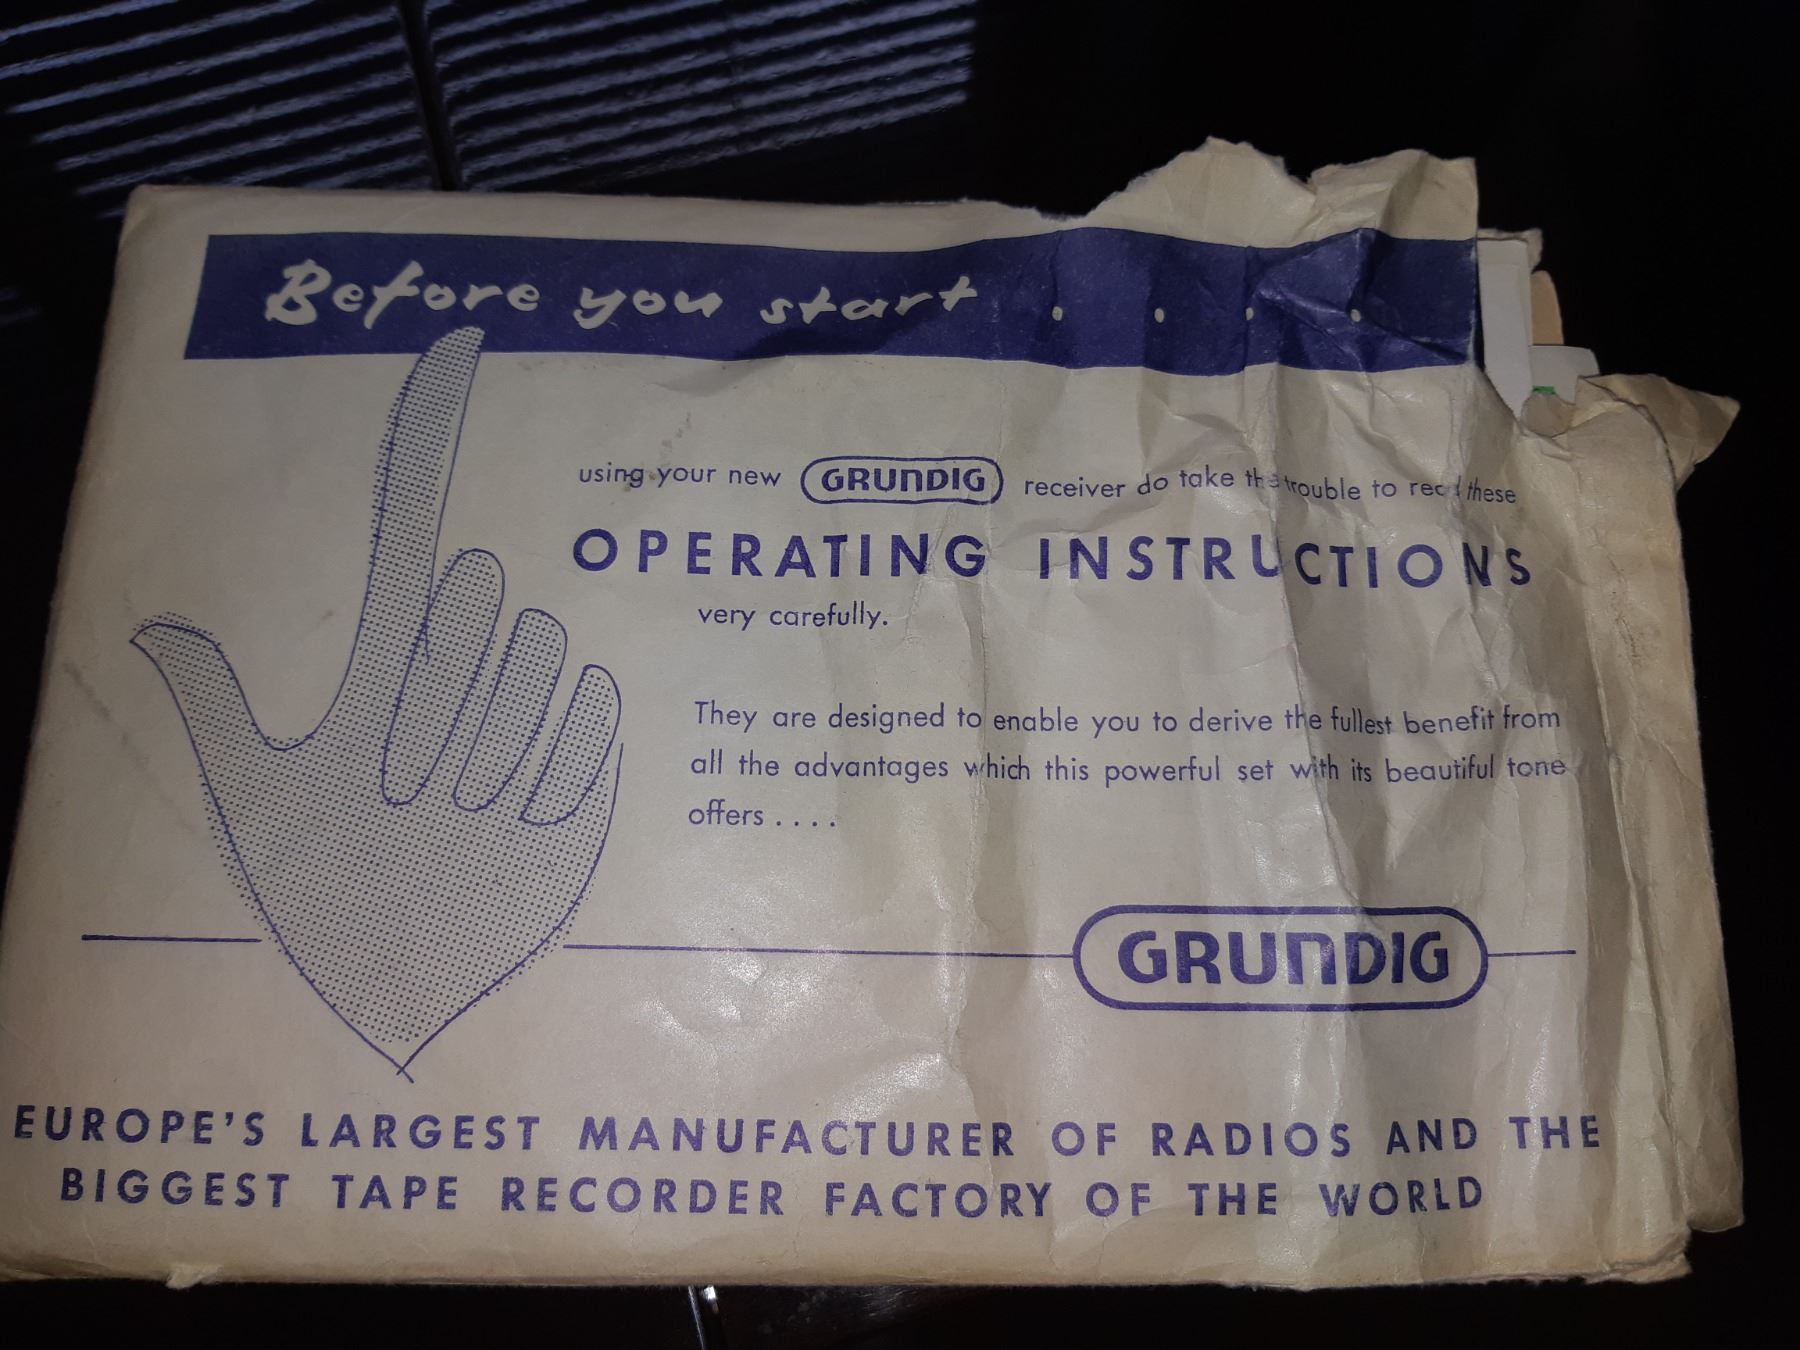 Before you start . . . .
using your new GRUNDIG receiver do take the trouble to read these
OPERATING INSTRUCTIONS
very carefully.
They are designed to enable you to derive the fullest benefit from
all the advantages which this powerful set with its beautiful tone
offers . . . .
GRUNDIG
EUROPE'S LARGEST MANUFACTURER OF RADIOS AND THE
BIGGEST TAPE RECORDER FACTORY OF THE WORLD